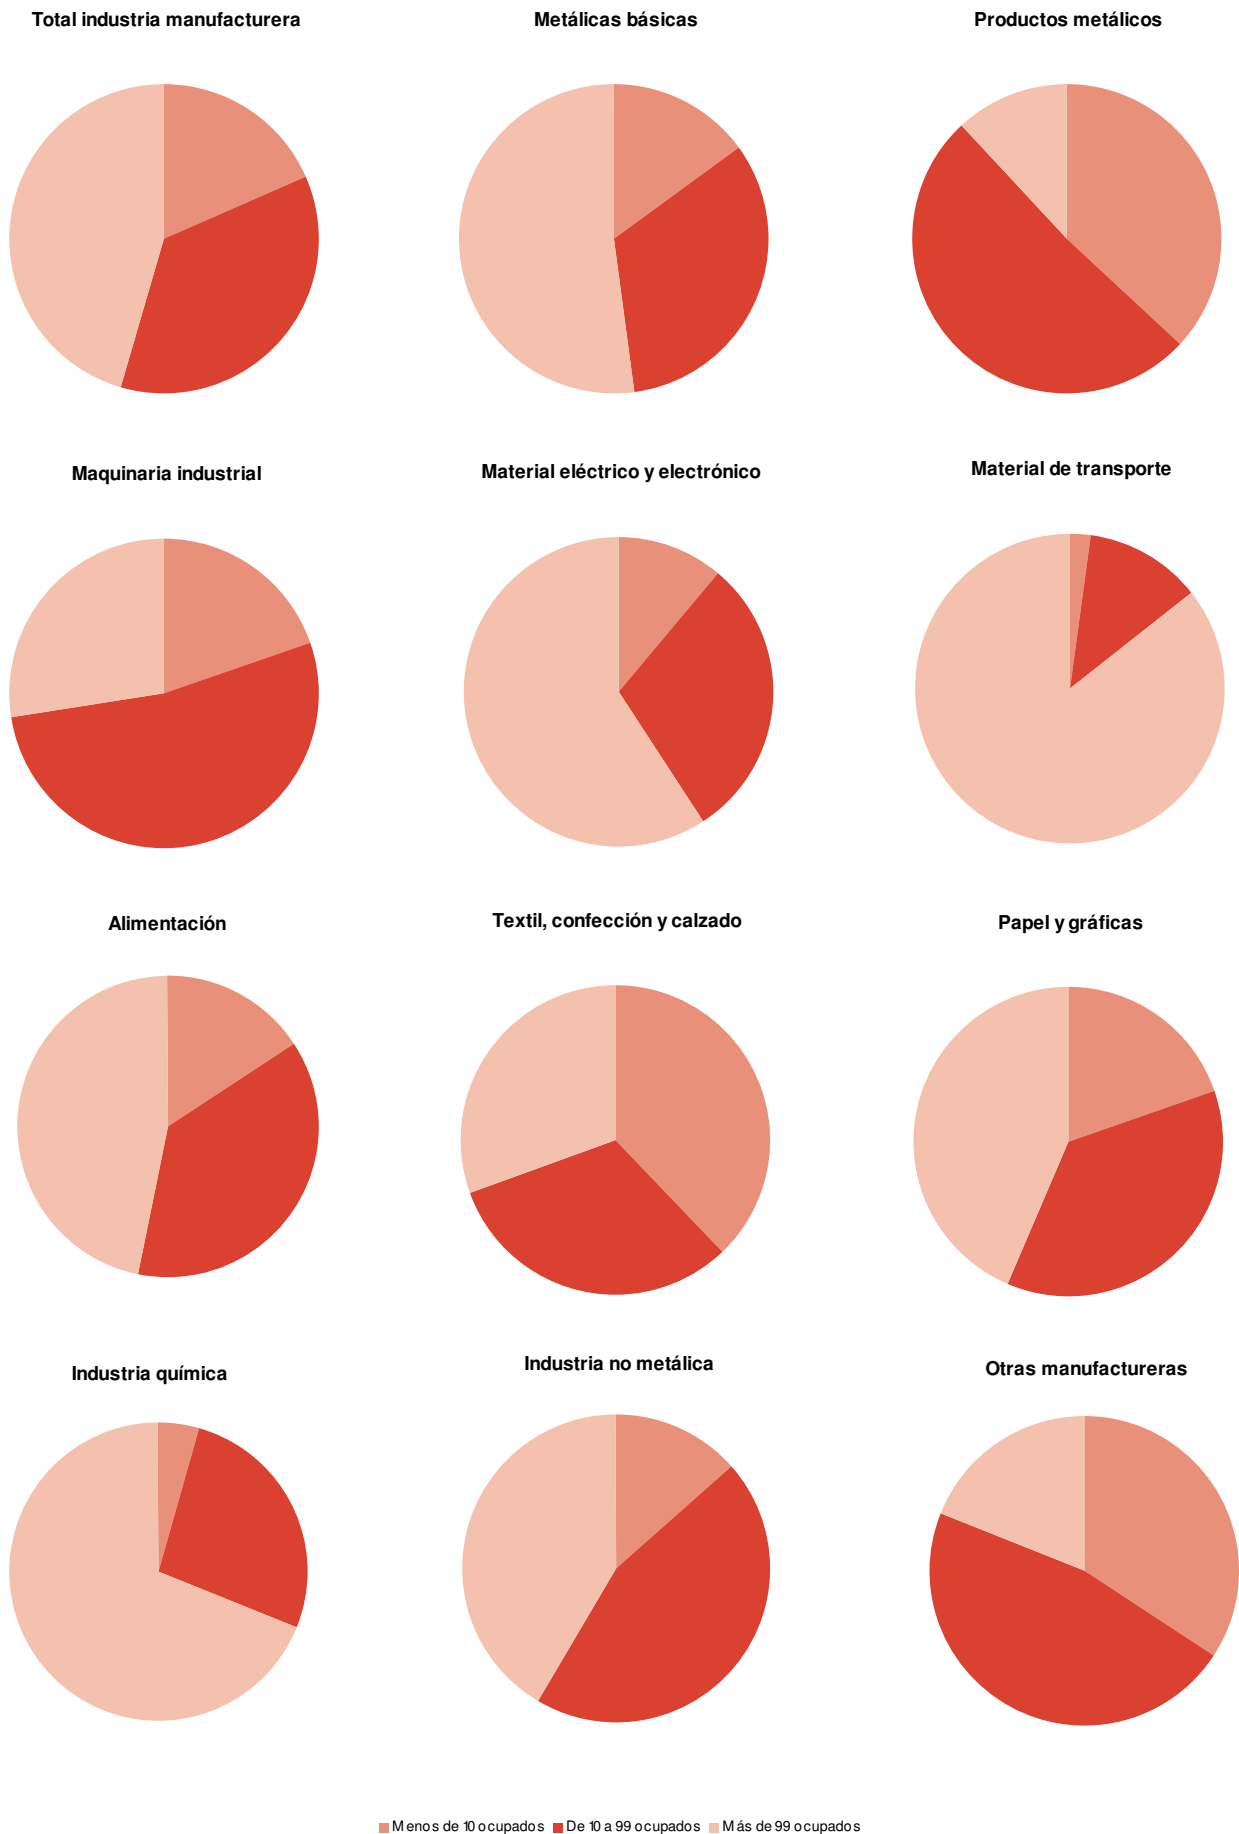 Total industria manufacturera
Metálicas básicas
Productos metálicos
Maquinaria industrial
Material eléctrico y electrónico
Material de transporte
Alimentación
Textil, confección y calzado
Papel y gráficas
Industria química
Industria no metálica
Otras manufactureras
Menos de 10 ocupados De 10 a 99 ocupados Más de 99 ocupados